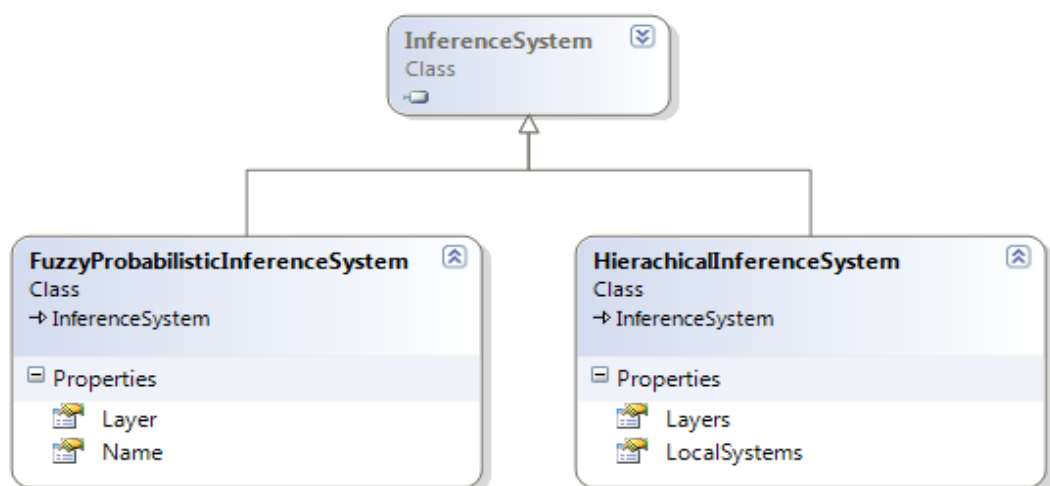 InferenceSystem
Class
FuzzyProbabilisticInferenceSystem
Class
InferenceSystem
Properties
Layer
Name
HierachicalInferenceSystem
Class
InferenceSystem
Properties
Layers
LocalSystems